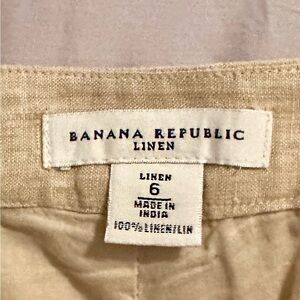 BANANA REPUBLIC
LINEN
LINEN
6
MADE IN
INDIA
100% LINEN/LIN